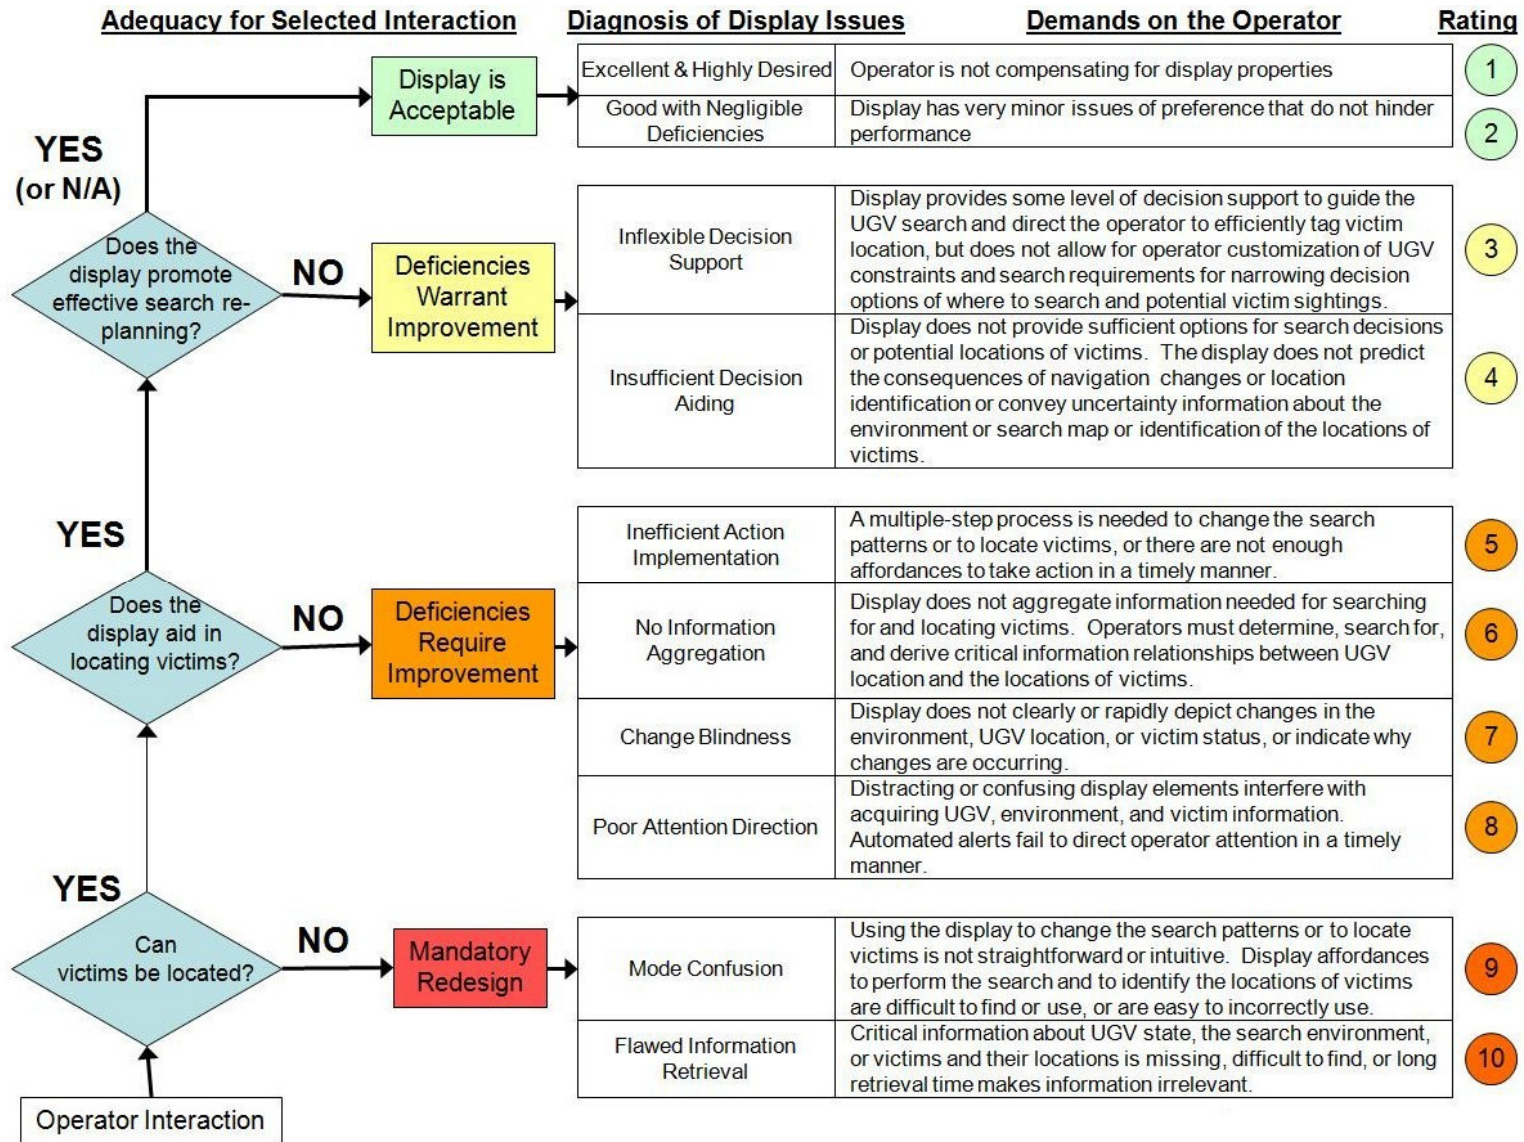 Adequacy for Selected Interaction
Diagnosis of Display Issues
Demands on the Operator
Rating
Display is
Acceptable
Excellent & Highly Desired
Operator is not compensating for display properties
1
Good with Negligible
Deficiencies
Display has very minor issues of preference that do not hinder
performance
2
YES
(or N/A)
Does the
display promote
effective search re-
planning?
NO
Deficiencies
Warrant
Improvement
Inflexible Decision
Support
Display provides some level of decision support to guide the
UGV search and direct the operator to efficiently tag victim
location, but does not allow for operator customization of UGV
constraints and search requirements for narrowing decision
options of where to search and potential victim sightings.
3
Insufficient Decision
Aiding
Display does not provide sufficient options for search decisions
or potential locations of victims. The display does not predict
the consequences of navigation changes or location
identification or convey uncertainty information about the
environment or search map or identification of the locations of
victims.
4
YES
Does the
display aid in
locating victims?
NO
Deficiencies
Require
Improvement
Inefficient Action
Implementation
A multiple-step process is needed to change the search
patterns or to locate victims, or there are not enough
affordances to take action in a timely manner.
5
No Information
Aggregation
Display does not aggregate information needed for searching
for and locating victims. Operators must determine, search for,
and derive critical information relationships between UGV
location and the locations of victims.
6
Change Blindness
Display does not clearly or rapidly depict changes in the
environment, UGV location, or victim status, or indicate why
changes are occurring.
7
Poor Attention Direction
Distracting or confusing display elements interfere with
acquiring UGV, environment, and victim information.
Automated alerts fail to direct operator attention in a timely
manner.
8
YES
Can
victims be located?
NO
Mandatory
Redesign
Mode Confusion
Using the display to change the search patterns or to locate
victims is not straightforward or intuitive. Display affordances
to perform the search and to identify the locations of victims
are difficult to find or use, or are easy to incorrectly use.
9
Flawed Information
Retrieval
Critical information about UGV state, the search environment,
or victims and their locations is missing, difficult to find, or long
retrieval time makes information irrelevant.
10
Operator Interaction